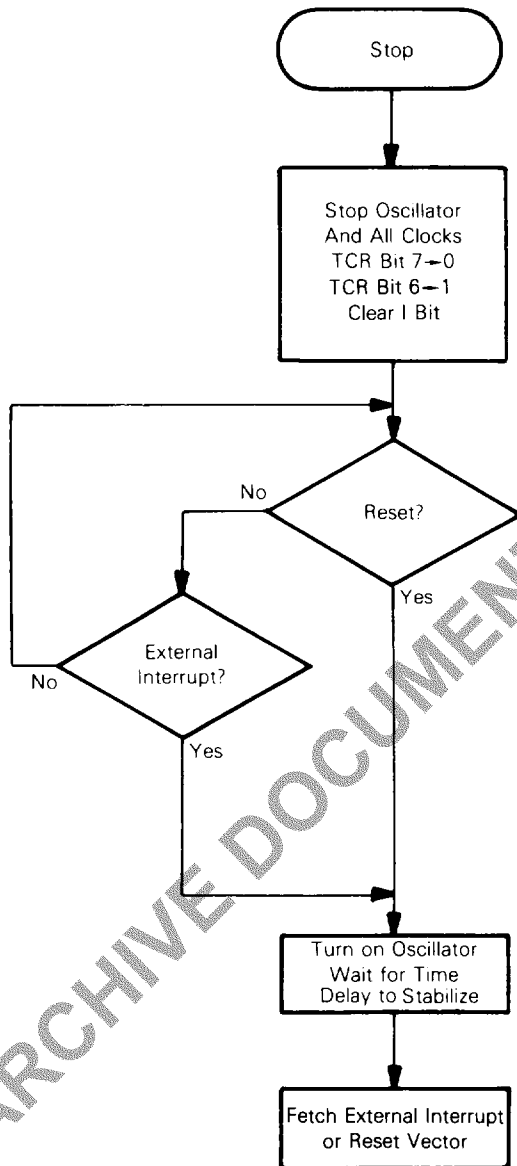 Stop
Stop Oscillator
And All Clocks
TCR Bit 7→0
TCR Bit 6→1
Clear I Bit
No
Reset?
Yes
External
Interrupt?
No
Yes
Turn on Oscillator
Wait for Time
Delay to Stabilize
Fetch External Interrupt
or Reset Vector
ARCHIVE DOCUMENT